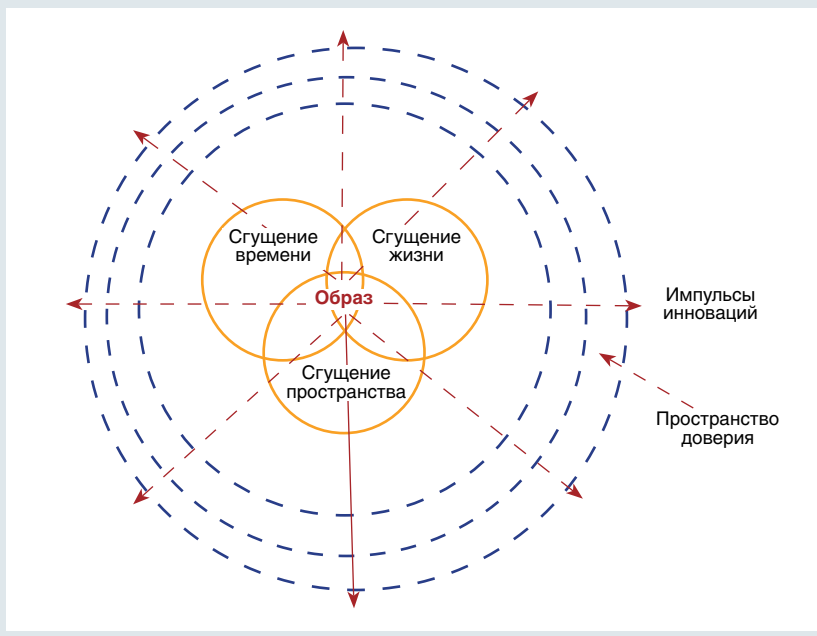 Сгущение
времени
Сгущение
жизни
Образ
Импульсы
инноваций
Сгущение
пространства
Пространство
доверия